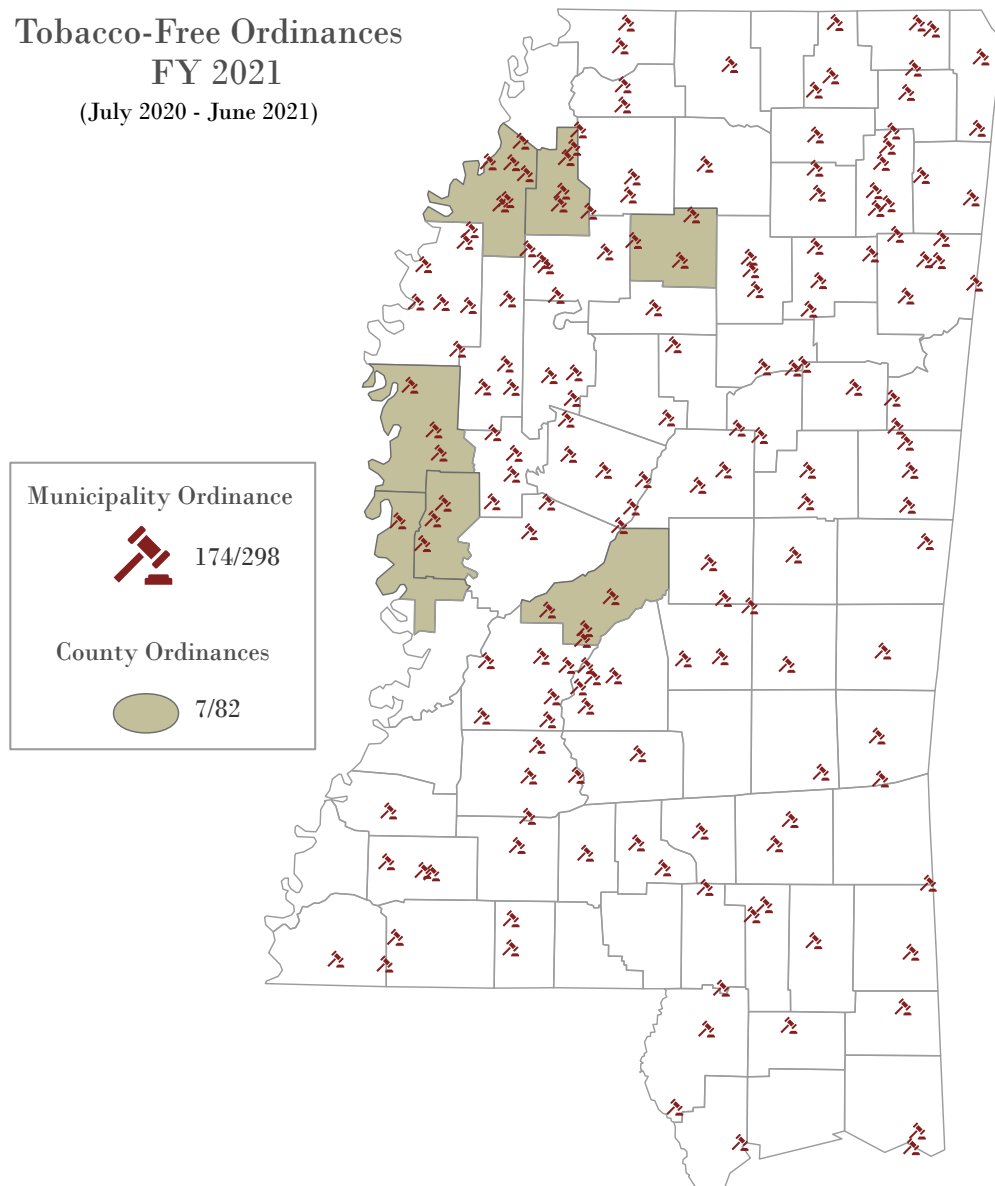 Tobacco-Free Ordinances
FY 2021
(July 2020 - June 2021)
Municipality Ordinance
174/298
County Ordinances
7/82